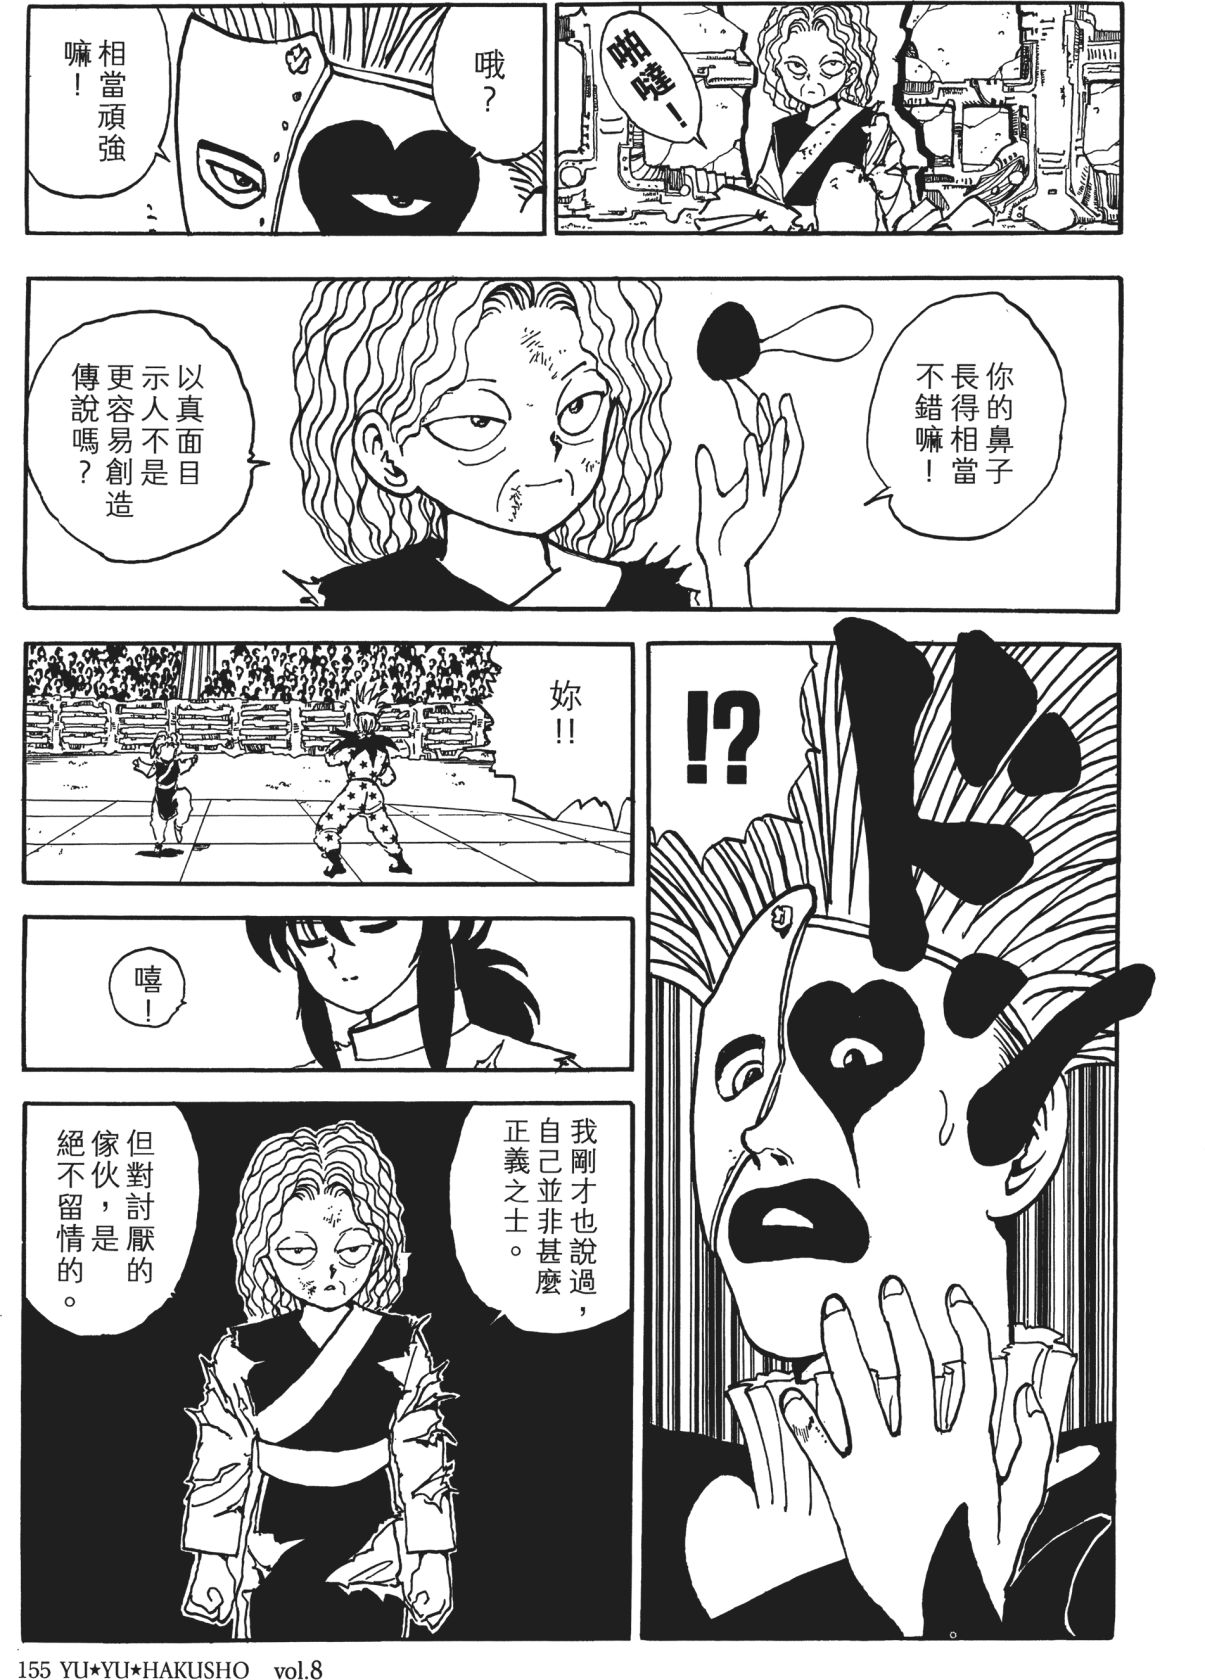 啪噠！
哦？
相當頑強
嘛！
你的鼻子
長得相當
不錯嘛！
以真面目
示人不是
更容易創造
傳說嗎？
!?
ドドド
妳!!
嘻！
我剛才也說過，
自己並非甚麼
正義之士。
但對討厭的
傢伙，是
絕不留情的。
155 YU★YU★HAKUSHO vol.8